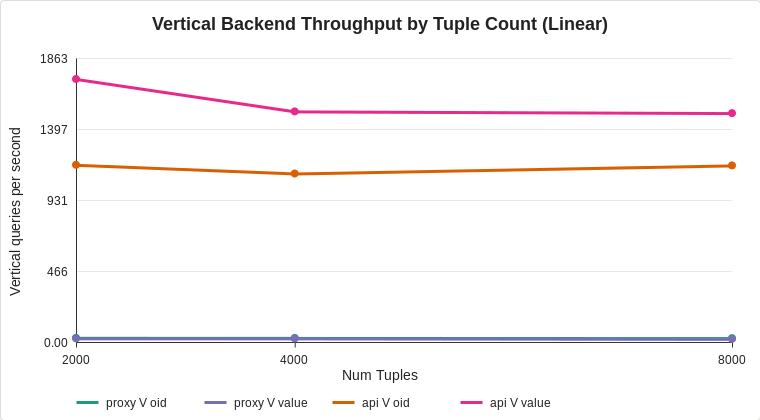 Vertical Backend Throughput by Tuple Count (Linear)
Vertical queries per second
1863
1397
931
466
0.00
2000 4000 8000
Num Tuples
proxy V oid proxy V value api V oid api V value